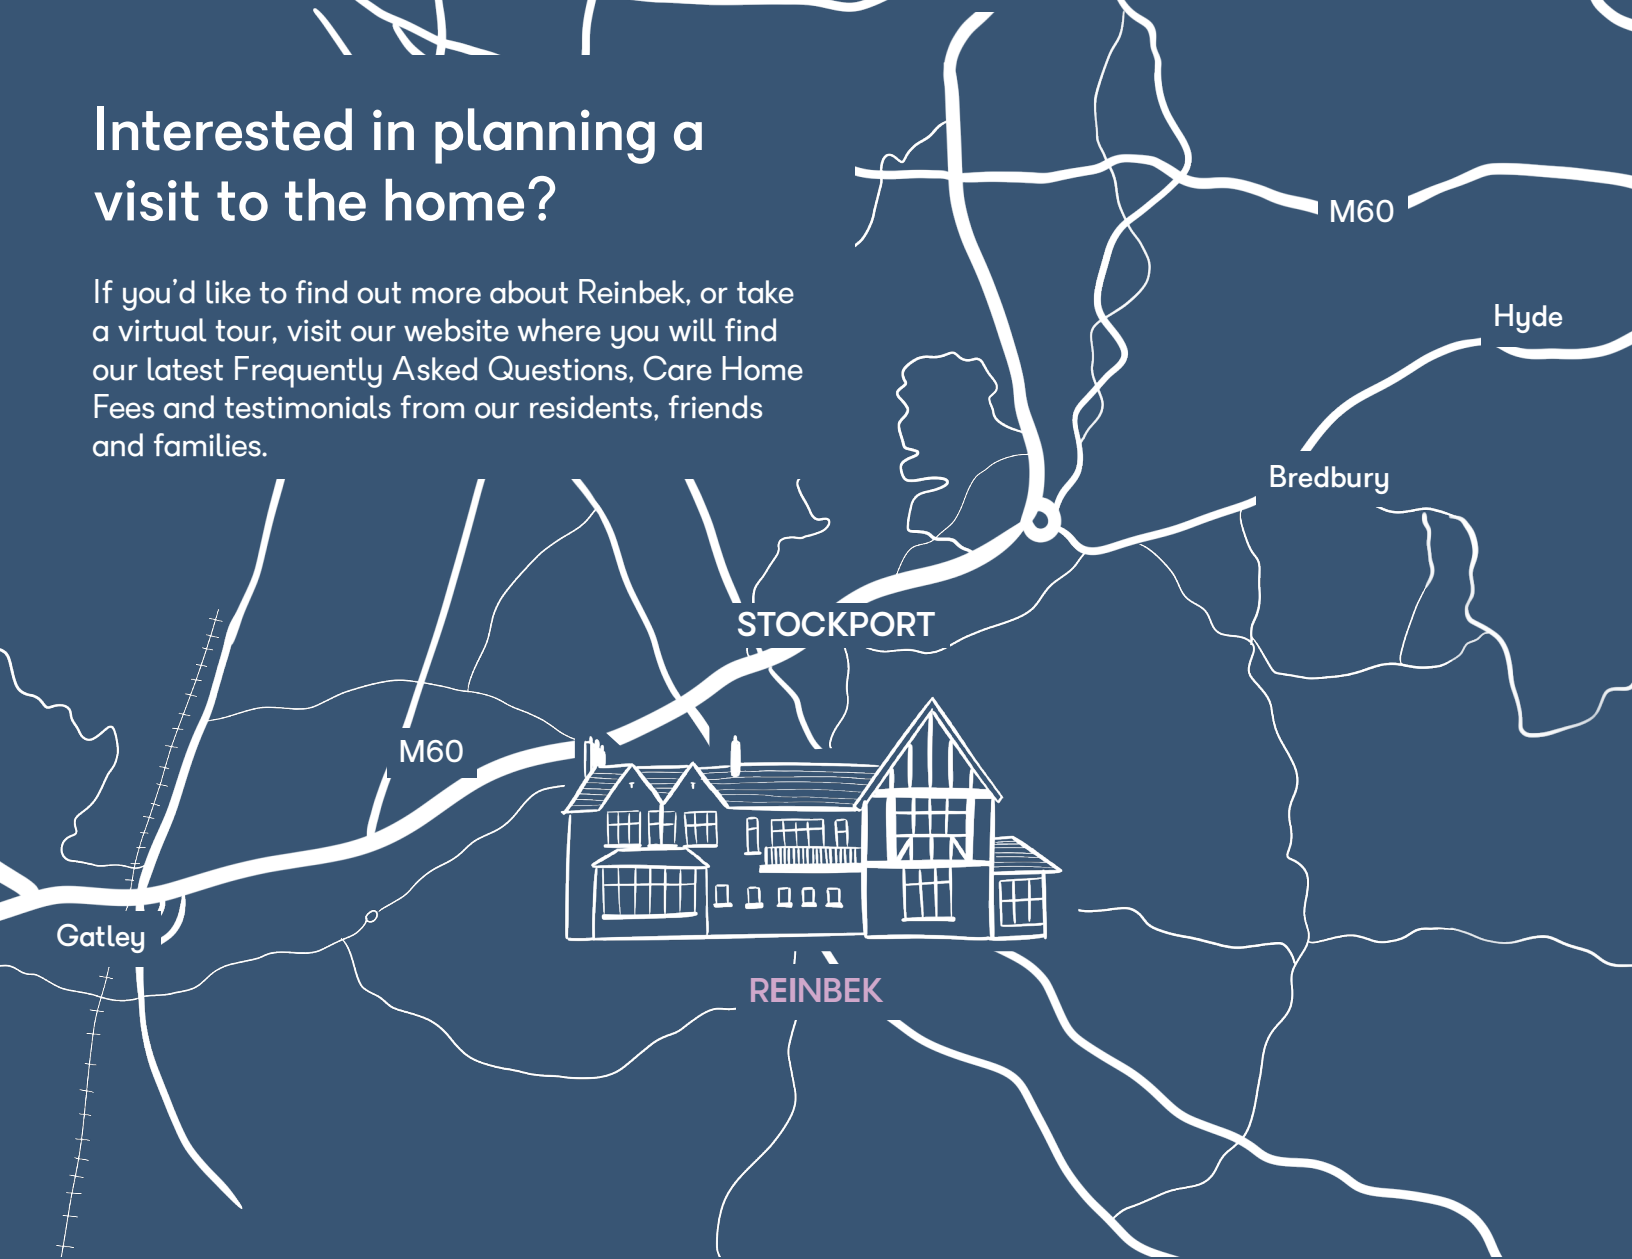 Interested in planning a
visit to the home?
If you’d like to find out more about Reinbek, or take
a virtual tour, visit our website where you will find
our latest Frequently Asked Questions, Care Home
Fees and testimonials from our residents, friends
and families.
M60
Hyde
Bredbury
STOCKPORT
M60
Gatley
REINBEK